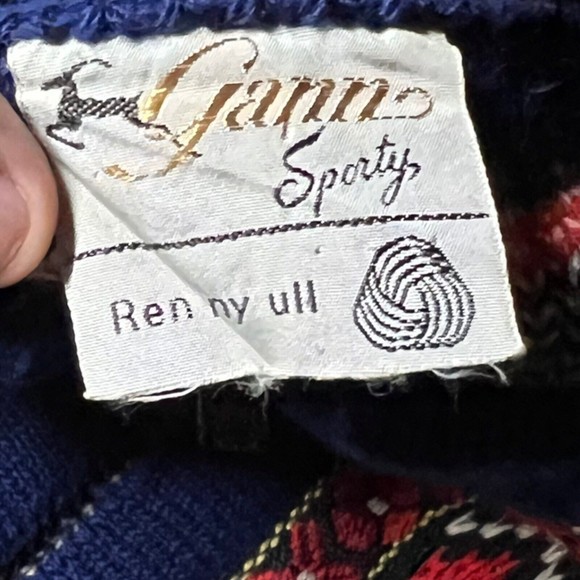 Gann
Sporty
Ren ny ull